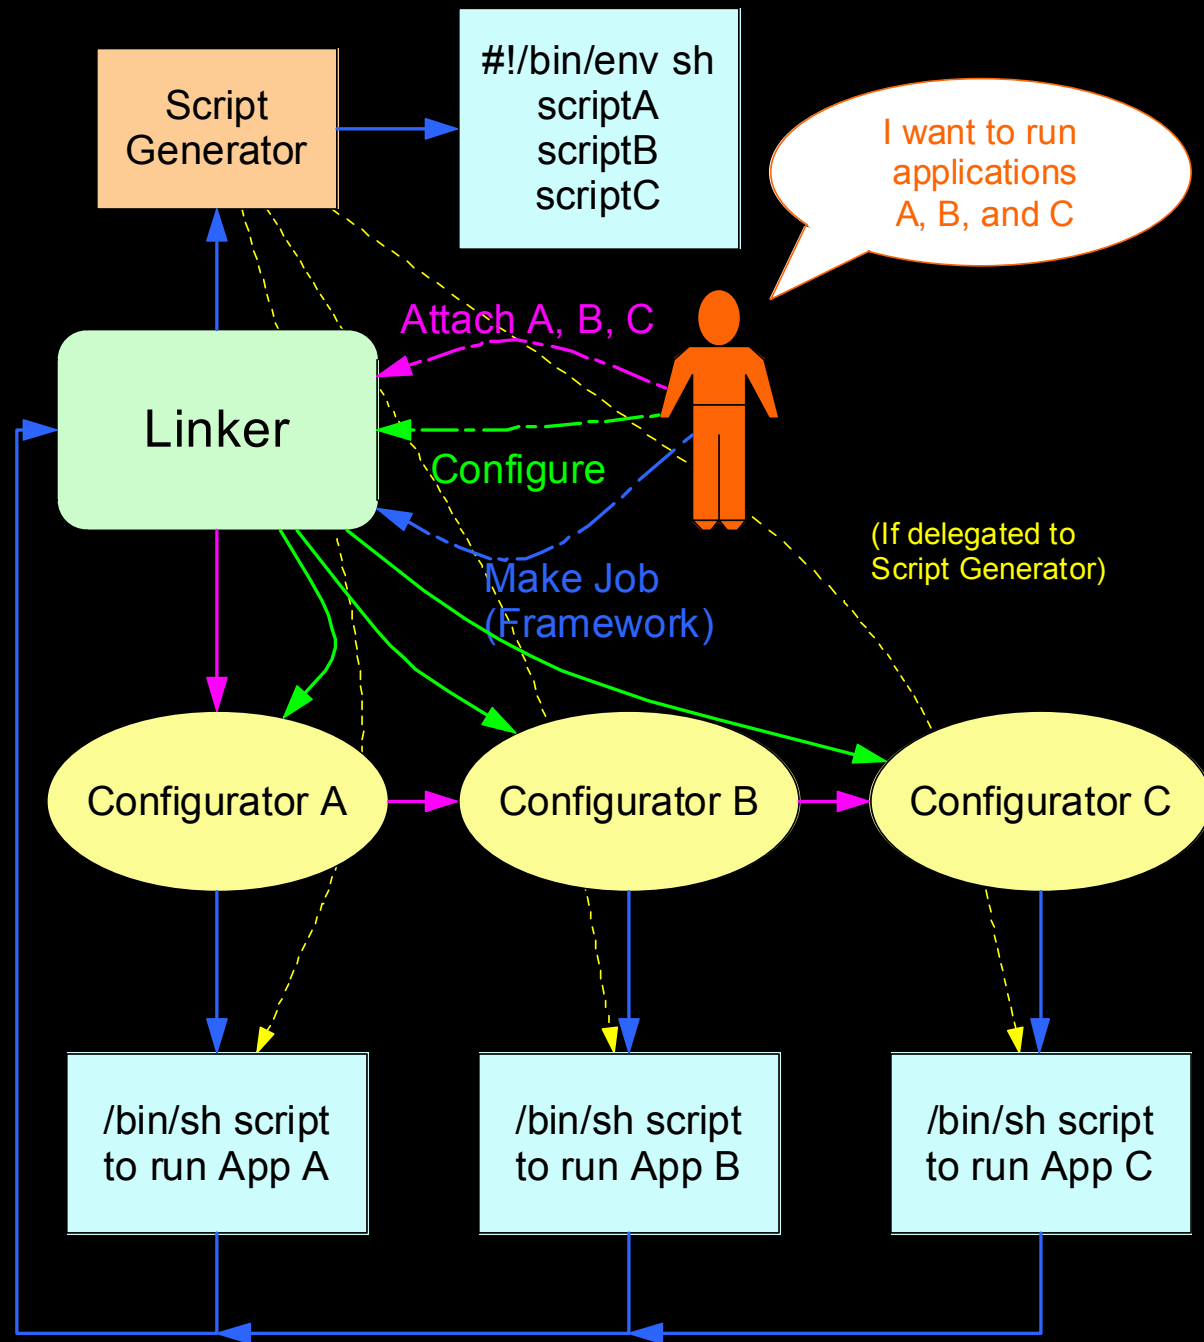 Script
Generator
#!/bin/env sh
scriptA
scriptB
scriptC
I want to run
applications
A, B, and C
Attach A, B, C
Linker
Configure
Make Job
(Framework)
(If delegated to
Script Generator)
Configurator A
Configurator B
Configurator C
/bin/sh script
to run App A
/bin/sh script
to run App B
/bin/sh script
to run App C